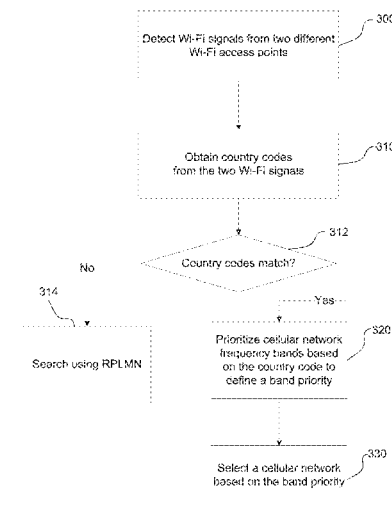 300
Detect Wi-Fi signals from two different
Wi-Fi access points
310
Obtain country codes
from the two Wi-Fi signals
312
Country codes match?
No
314
Yes
Search using RPLMN
320
Prioritize cellular network
frequency bands based
on the country code to
define a band priority
330
Select a cellular network
based on the band priority